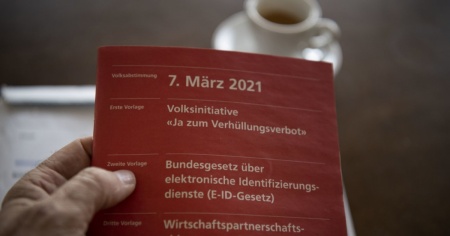 Volksabstimmung
7. März 2021
Erste Vorlage
Volksinitiative
«Ja zum Verhüllungsverbot»
Zweite Vorlage
Bundesgesetz über
elektronische Identifizierungs-
dienste (E-ID-Gesetz)
Dritte Vorlage
Wirtschaftspartnerschafts-